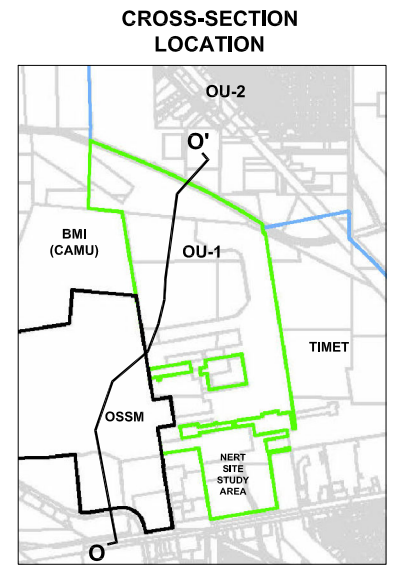 CROSS-SECTION
LOCATION
OU-2
O'
BMI
(CAMU)
OU-1
TIMET
OSSM
NERT
SITE
STUDY
AREA
O